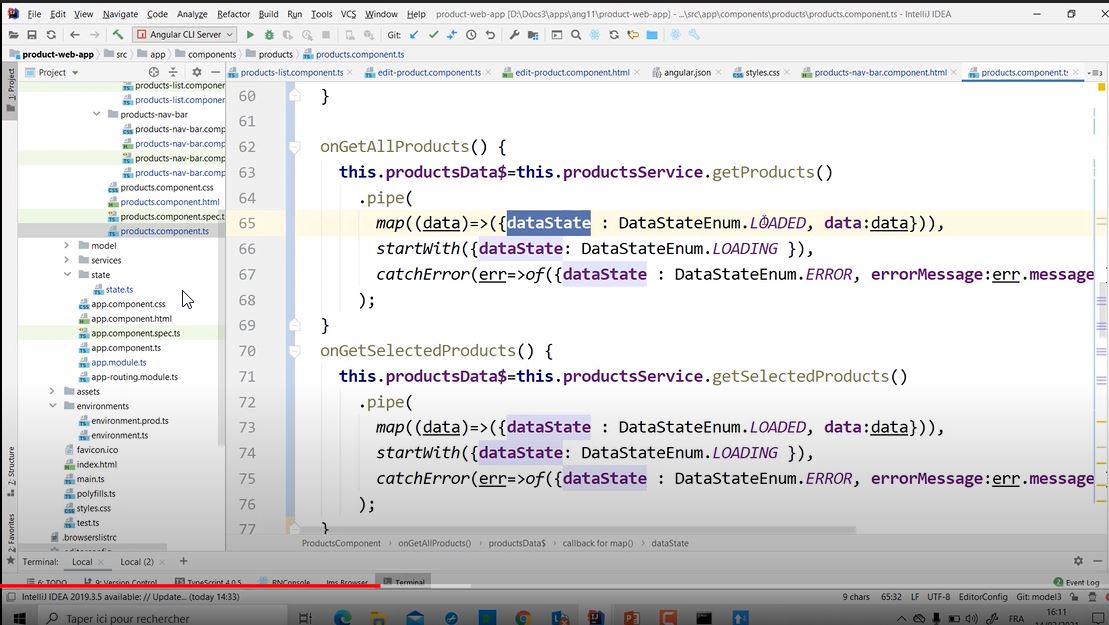 File Edit View Navigate Code Analyze Refactor Build Run Tools VCS Window Help product-web-app [D:\Docs3\apps\ang11\product-web-app] - ...\src\app\components\products\products.component.ts - IntelliJ IDEA
Angular CLI Server Git:
product-web-app src app components products products.component.ts
Project
products-list.component.ts edit-product.component.ts edit-product.component.html angular.json styles.css products-nav-bar.component.html products.component.ts
1: Project
products-list.componer
products-list.componer
products-nav-bar
products-nav-bar.comp
products-nav-bar.comp
products-nav-bar.comp
products-nav-bar.comp
products.component.css
products.component.html
products.component.spec.t
products.component.ts
model
services
state
state.ts
app.component.css
app.component.html
app.component.spec.ts
app.component.ts
app.module.ts
app-routing.module.ts
assets
environments
environment.prod.ts
environment.ts
favicon.ico
index.html
main.ts
polyfills.ts
styles.css
test.ts
.browserslistrc
Z: Structure
2: Favorites
60 }
61
62 onGetAllProducts() {
63 this.productsData$=this.productsService.getProducts()
64 .pipe(
65 map((data)=>({dataState : DataStateEnum.LOADED, data:data})),
66 startWith({dataState: DataStateEnum.LOADING }),
67 catchError(err=>of({dataState : DataStateEnum.ERROR, errorMessage:err.message
68 );
69 }
70 onGetSelectedProducts() {
71 this.productsData$=this.productsService.getSelectedProducts()
72 .pipe(
73 map((data)=>({dataState : DataStateEnum.LOADED, data:data})),
74 startWith({dataState: DataStateEnum.LOADING }),
75 catchError(err=>of({dataState : DataStateEnum.ERROR, errorMessage:err.message
76 );
77 }
ProductsComponent onGetAllProducts() productsData$ callback for map() dataState
Terminal: Local Local (2) +
6: TODO 9: Version Control TypeScript 4.0.5 RNConsole Jms Browser Terminal Event Log
IntelliJ IDEA 2019.3.5 available: // Update... (today 14:33) 9 chars 65:32 LF UTF-8 EditorConfig Git: model3
Taper ici pour rechercher FRA 16:11